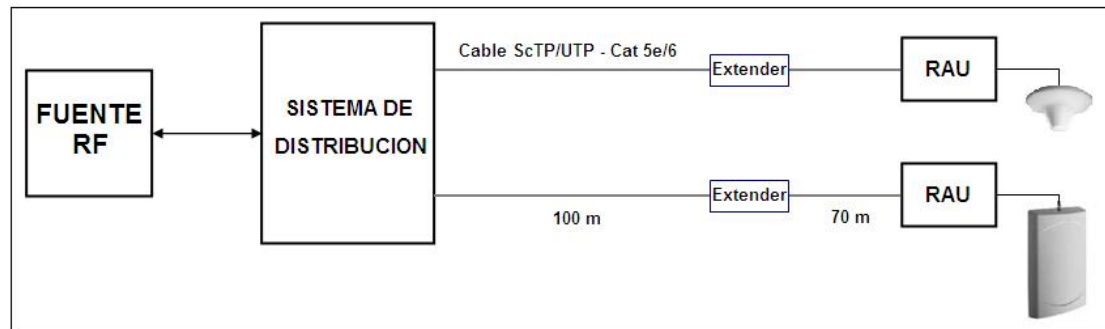 FUENTE
RF
SISTEMA DE
DISTRIBUCION
Cable ScTP/UTP - Cat 5e/6
Extender
RAU
Extender
RAU
100 m
70 m